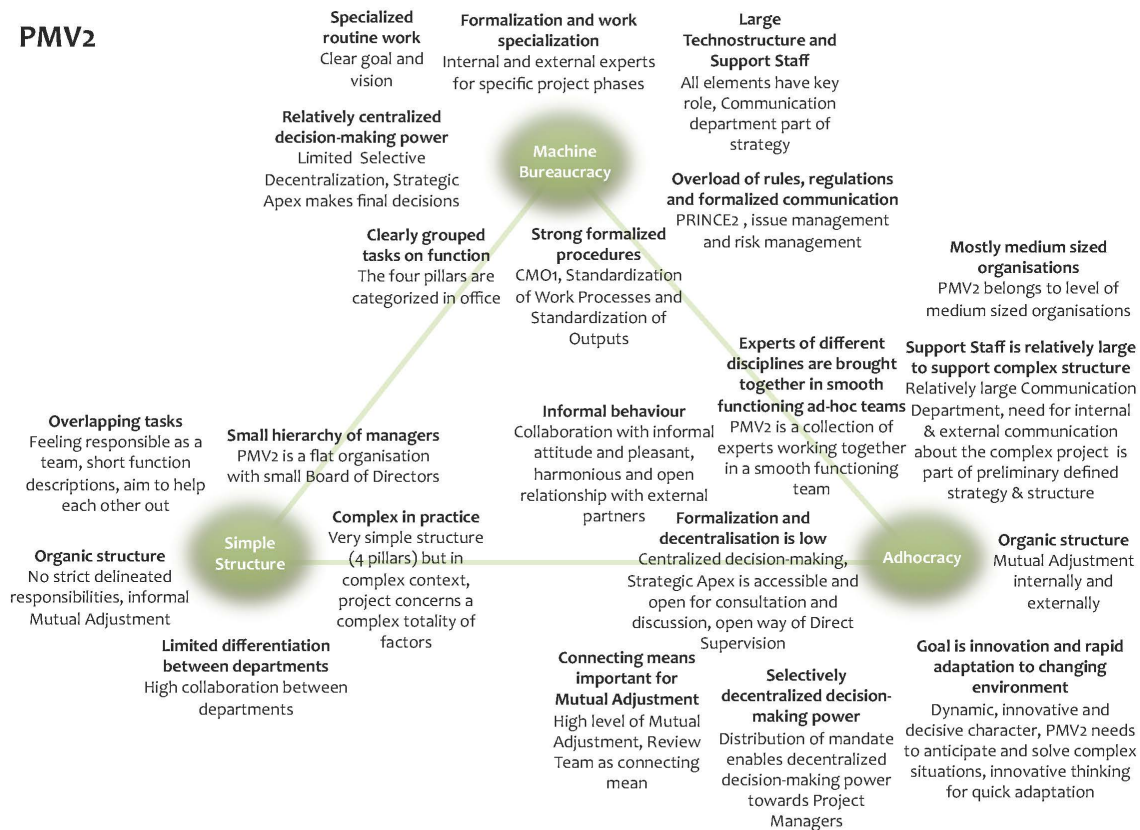 PMV2
Specialized
routine work
Clear goal and
vision
Formalization and work
specialization
Internal and external experts
for specific project phases
Large
Technostructure and
Support Staff
All elements have key
role, Communication
department part of
strategy
Relatively centralized
decision-making power
Limited Selective
Decentralization, Strategic
Apex makes final decisions
Machine
Bureaucracy
Overload of rules, regulations
and formalized communication
PRINCE2 , issue management
and risk management
Clearly grouped
tasks on function
The four pillars are
categorized in office
Strong formalized
procedures
CMO1, Standardization
of Work Processes and
Standardization of
Outputs
Mostly medium sized
organisations
PMV2 belongs to level of
medium sized organisations
Experts of different
disciplines are brought
together in smooth
functioning ad-hoc teams
PMV2 is a collection of
experts working together
in a smooth functioning
team
Support Staff is relatively large
to support complex structure
Relatively large Communication
Department, need for internal
& external communication
about the complex project is
part of preliminary defined
strategy & structure
Overlapping tasks
Feeling responsible as a
team, short function
descriptions, aim to help
each other out
Small hierarchy of managers
PMV2 is a flat organisation
with small Board of Directors
Informal behaviour
Collaboration with informal
attitude and pleasant,
harmonious and open
relationship with external
partners
Simple
Structure
Complex in practice
Very simple structure
(4 pillars) but in
complex context,
project concerns a
complex totality of
factors
Formalization and
decentralisation is low
Centralized decision-making,
Strategic Apex is accessible and
open for consultation and
discussion, open way of Direct
Supervision
Adhocracy
Organic structure
Mutual Adjustment
internally and
externally
Organic structure
No strict delineated
responsibilities, informal
Mutual Adjustment
Limited differentiation
between departments
High collaboration between
departments
Connecting means
important for
Mutual Adjustment
High level of Mutual
Adjustment, Review
Team as connecting
mean
Selectively
decentralized decision-
making power
Distribution of mandate
enables decentralized
decision-making power
towards Project
Managers
Goal is innovation and rapid
adaptation to changing
environment
Dynamic, innovative and
decisive character, PMV2 needs
to anticipate and solve complex
situations, innovative thinking
for quick adaptation